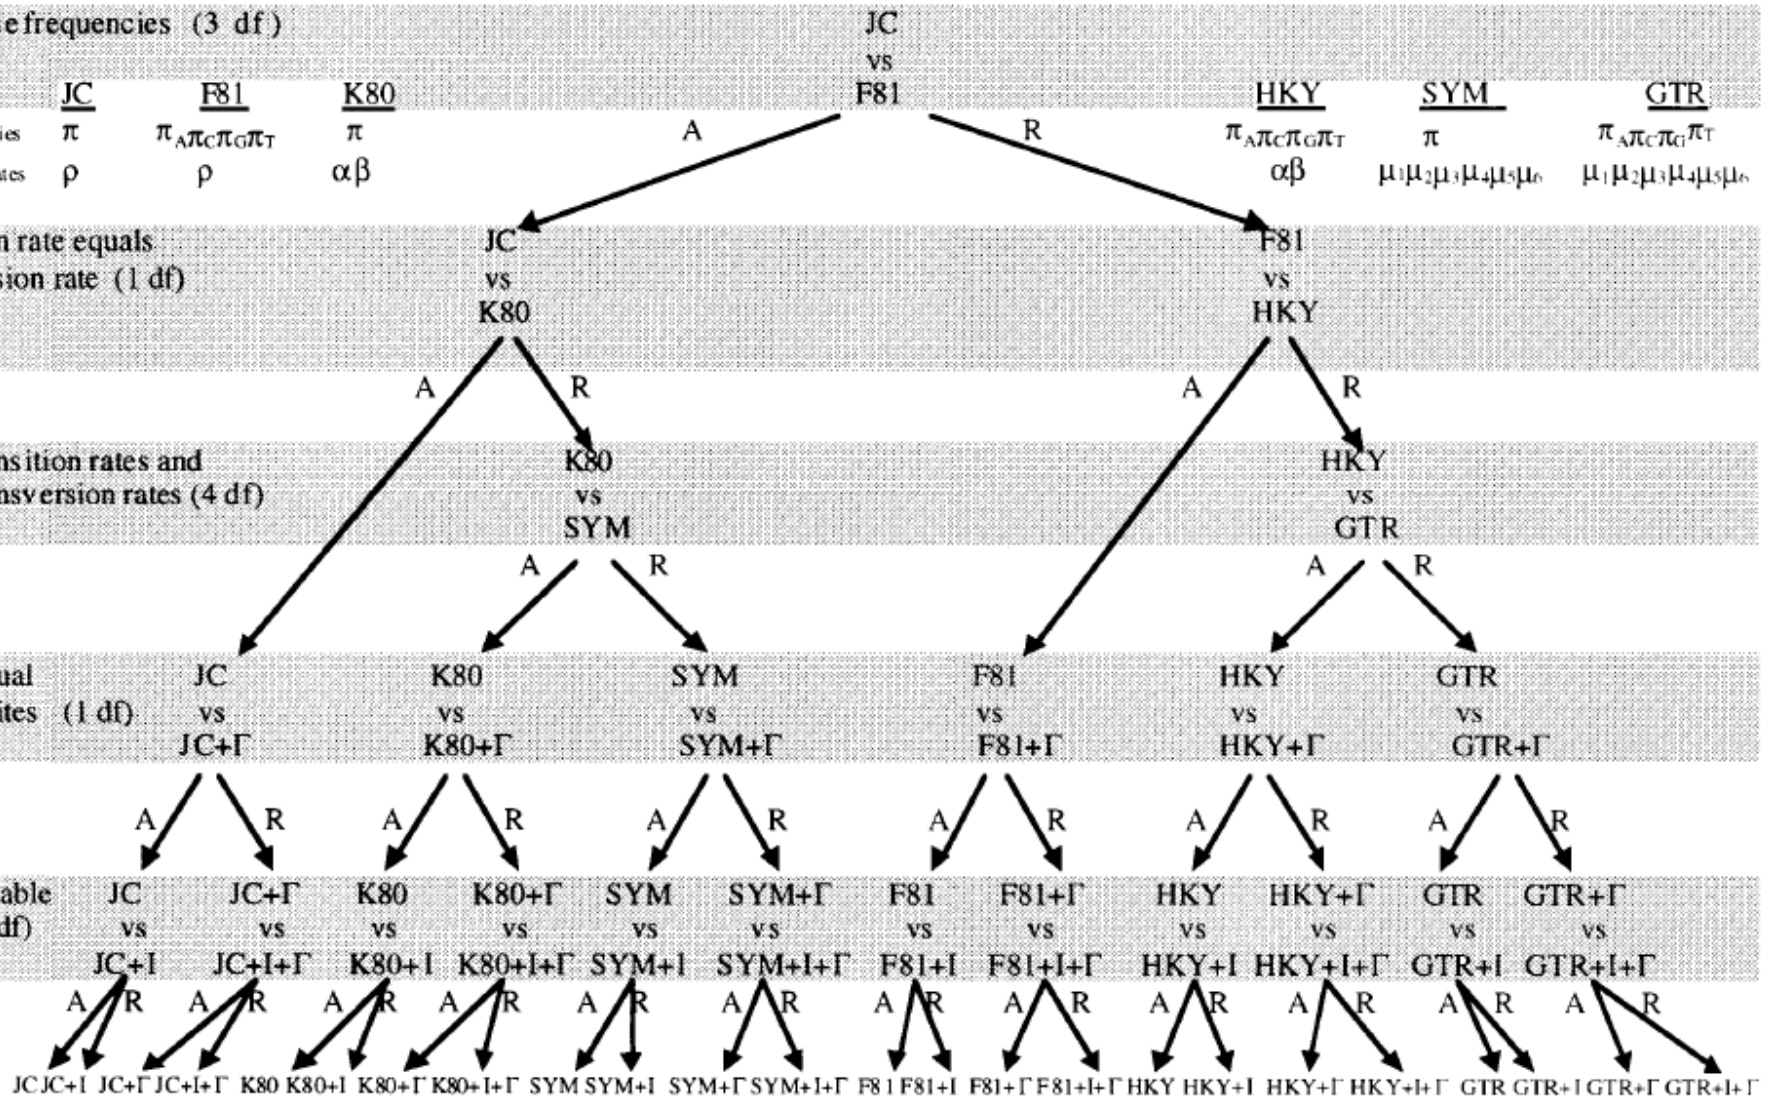 e frequencies (3 df) JC
vs
JC F81 K80 F81 HKY SYM GTR
ies π π_Aπ_Cπ_Gπ_T π A R π_Aπ_Cπ_Gπ_T π π_Aπ_Cπ_Gπ_T
ates ρ ρ αβ αβ μ₁μ₂μ₃μ₄μ₅μ₆ μ₁μ₂μ₃μ₄μ₅μ₆
n rate equals JC F81
sion rate (1 df) vs vs
K80 HKY
A R A R
nsition rates and K80 HKY
nsversion rates (4 df) vs vs
SYM GTR
A R A R
ual JC K80 SYM F81 HKY GTR
ites (1 df) vs vs vs vs vs vs
JC+Γ K80+Γ SYM+Γ F81+Γ HKY+Γ GTR+Γ
A R A R A R A R A R A R
able JC JC+Γ K80 K80+Γ SYM SYM+Γ F81 F81+Γ HKY HKY+Γ GTR GTR+Γ
df) vs vs vs vs vs vs vs vs vs vs vs vs
JC+I JC+I+Γ K80+I K80+I+Γ SYM+I SYM+I+Γ F81+I F81+I+Γ HKY+I HKY+I+Γ GTR+I GTR+I+Γ
A R A R A R A R A R A R A R A R A R A R A R A R
JC JC+I JC+Γ JC+I+Γ K80 K80+I K80+Γ K80+I+Γ SYM SYM+I SYM+Γ SYM+I+Γ F81 F81+I F81+Γ F81+I+Γ HKY HKY+I HKY+Γ HKY+I+Γ GTR GTR+I GTR+Γ GTR+I+Γ